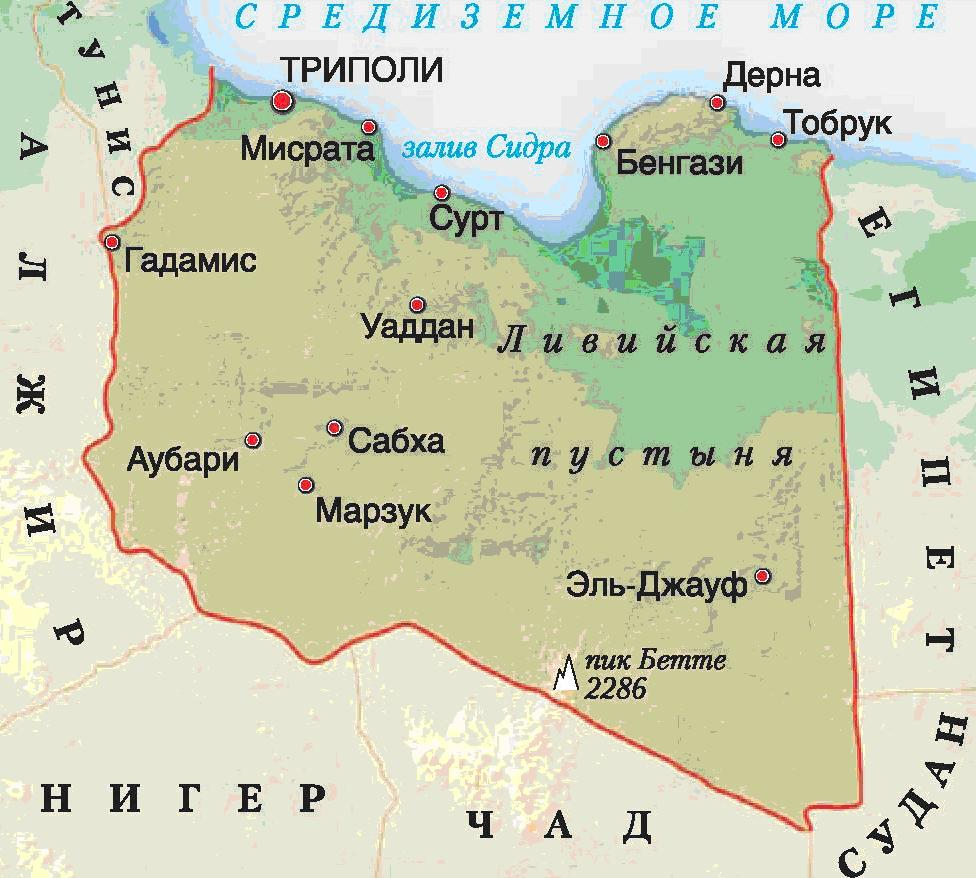 СРЕДИЗЕМНОЕ МОРЕ
ТУНИС
ТРИПОЛИ
Дерна
Тобрук
Мисрата
залив Сидра
Бенгази
Сурт
АЛЖИР
ЕГИПЕТ
Гадамис
Уаддан
Ливийская
пустыня
Аубари
Сабха
Марзук
Эль-Джауф
пик Бетте
2286
НИГЕР
ЧАД
СУДАН